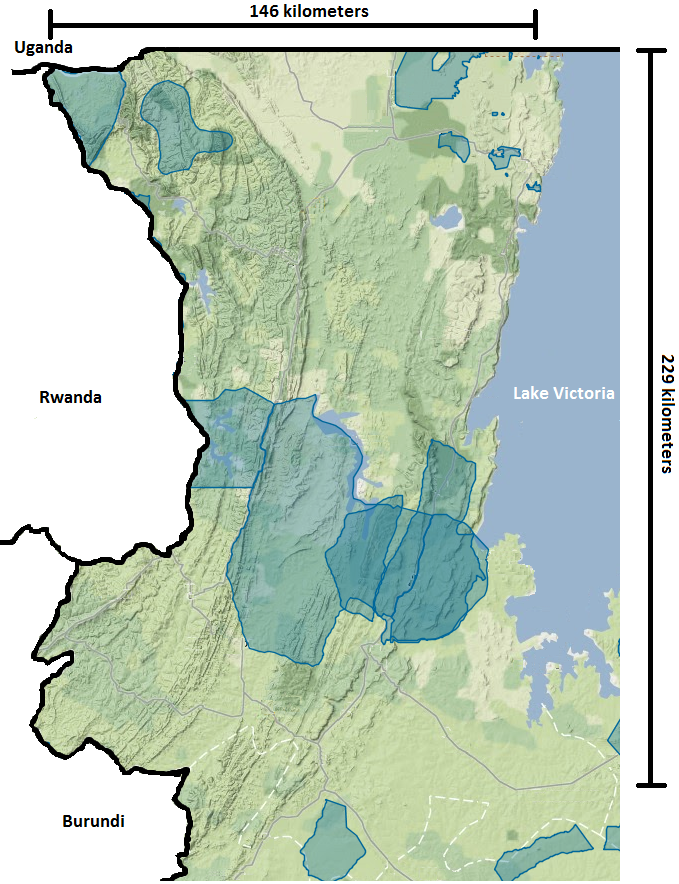 146 kilometers
Uganda
229 kilometers
Rwanda
Lake Victoria
Burundi